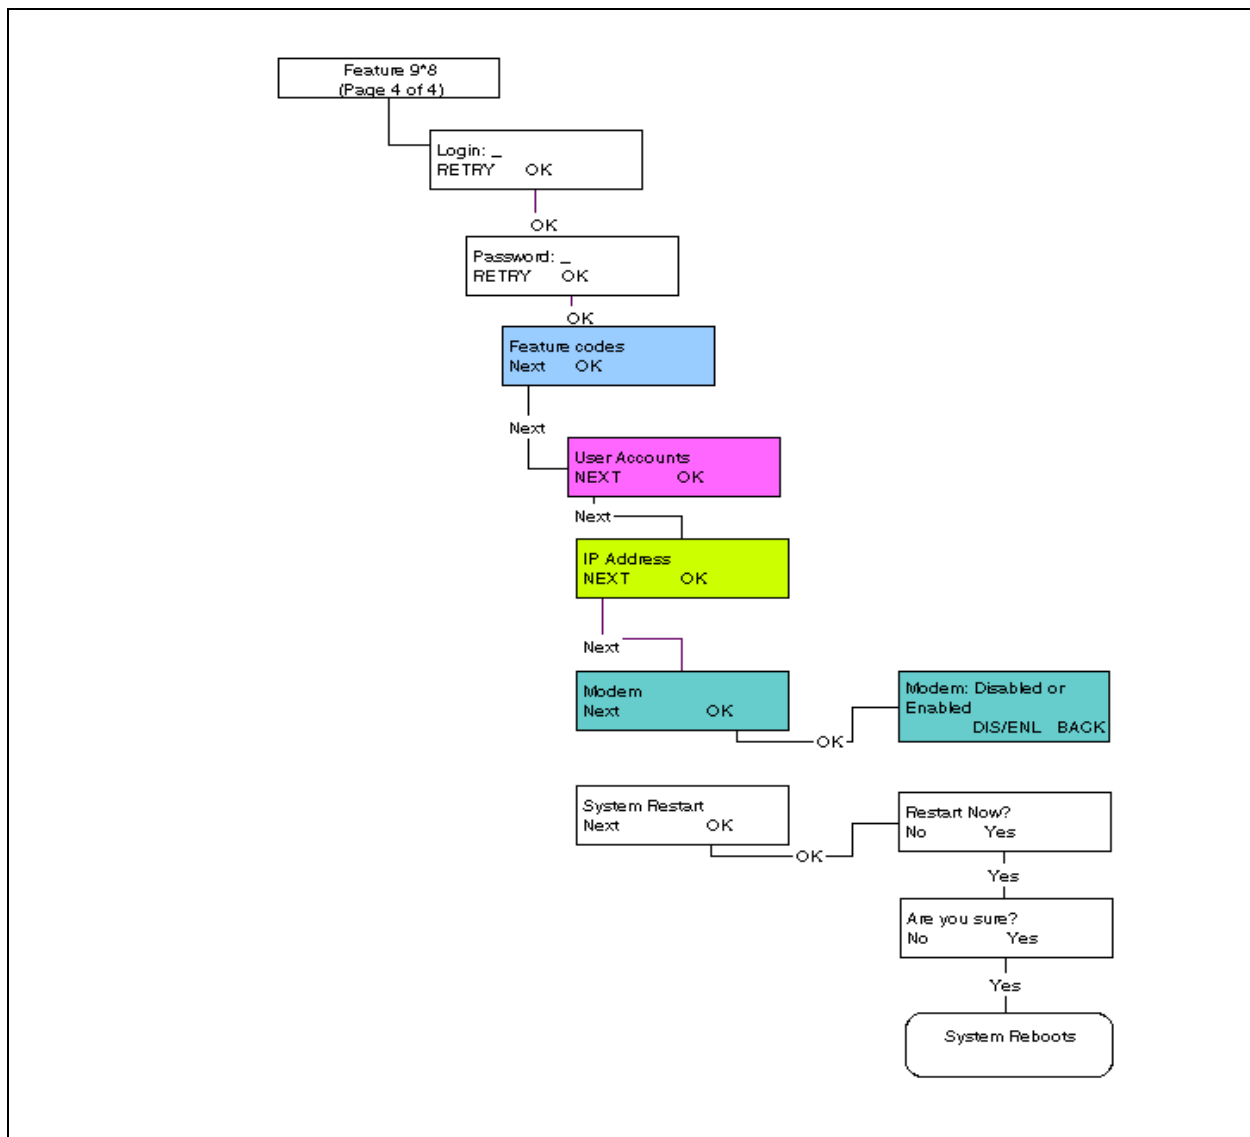 Feature 9*8
(Page 4 of 4)
Login: _
RETRY OK
OK
Password: _
RETRY OK
OK
Feature codes
Next OK
Next
User Accounts
NEXT OK
Next
IP Address
NEXT OK
Next
Modem
Next OK
OK
Modem: Disabled or
Enabled
DIS/ENL BACK
System Restart
Next OK
OK
Restart Now?
No Yes
Yes
Are you sure?
No Yes
Yes
System Reboots